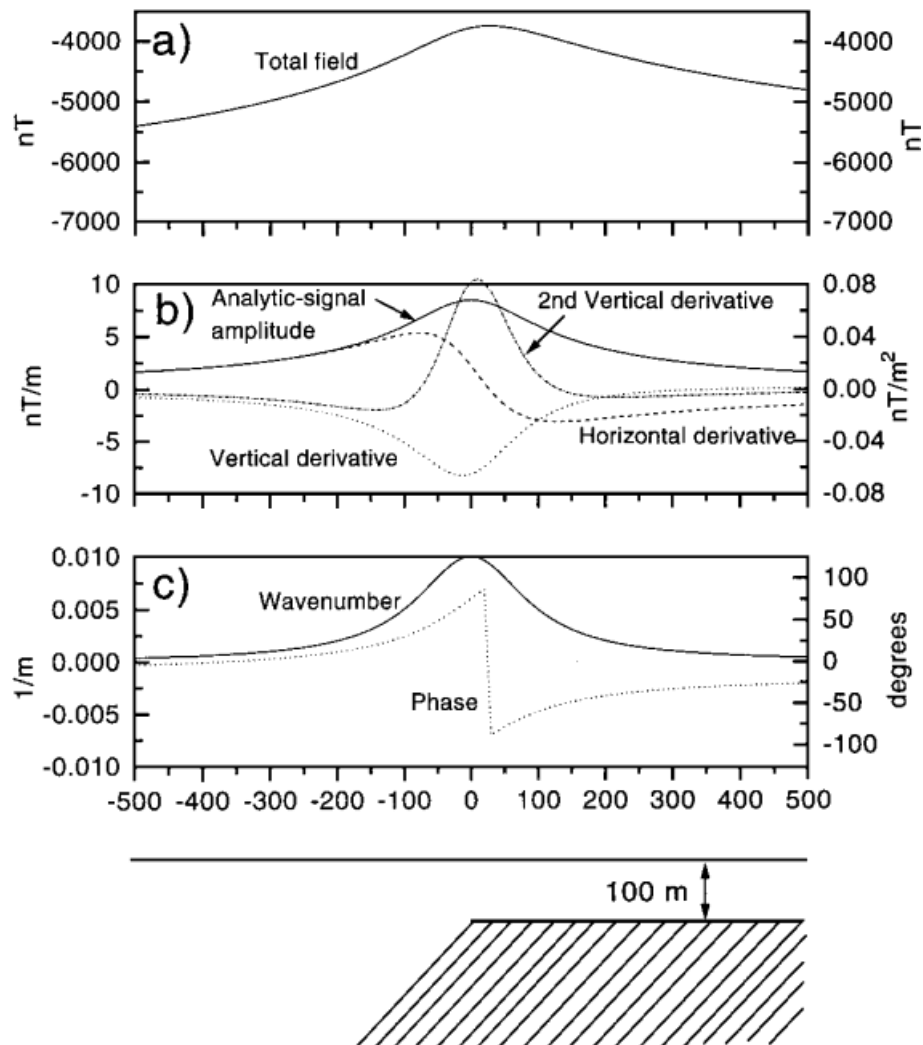 a)
Total field
-4000
-5000
-6000
-7000
nT
-4000
-5000
-6000
-7000
nT
b)
Analytic-signal
amplitude
2nd Vertical derivative
Vertical derivative
Horizontal derivative
10
5
0
-5
-10
nT/m
0.08
0.04
0.00
-0.04
-0.08
nT/m²
c)
Wavenumber
Phase
0.010
0.005
0.000
-0.005
-0.010
1/m
100
50
0
-50
-100
degrees
-500 -400 -300 -200 -100 0 100 200 300 400 500
100 m